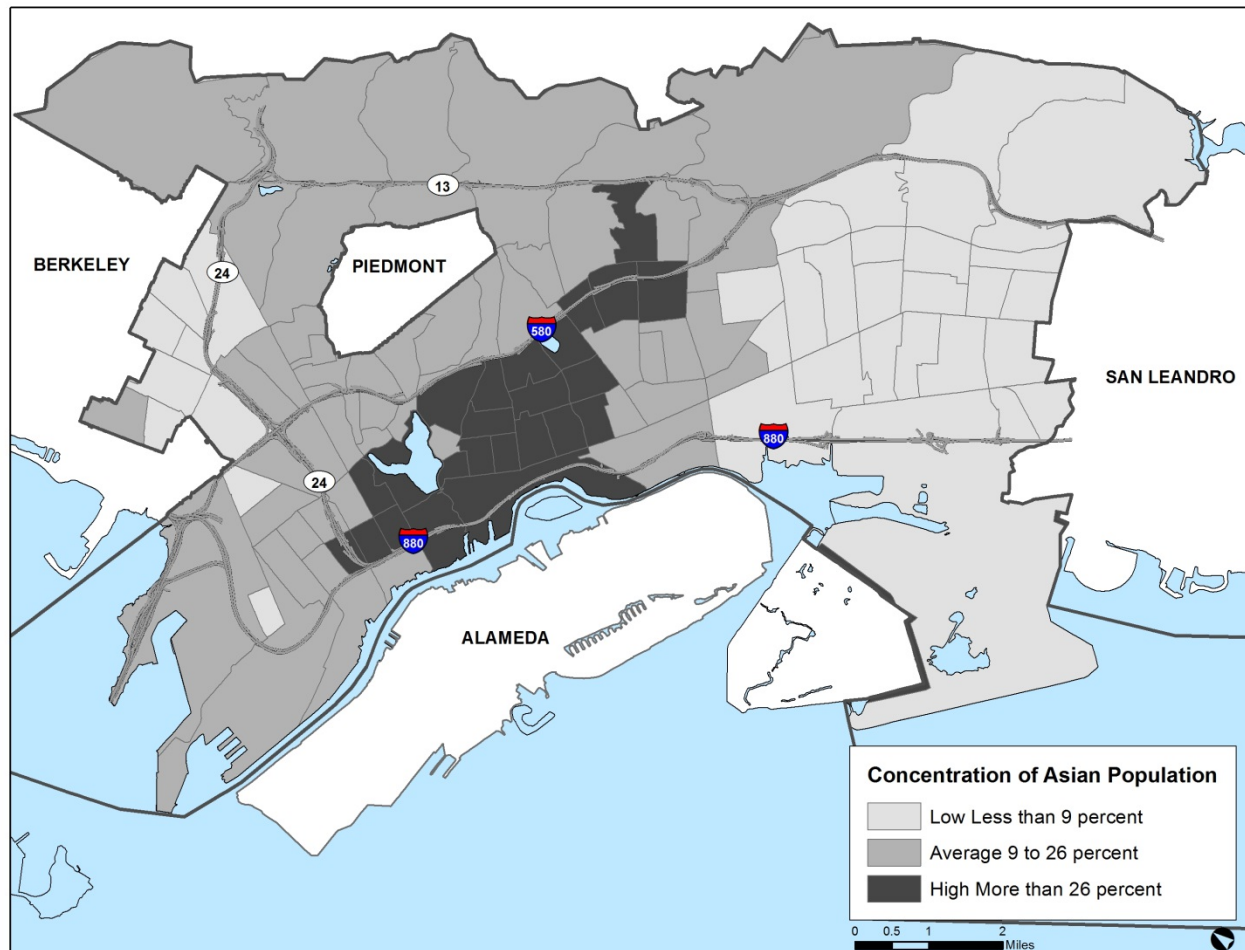 13
BERKELEY
PIEDMONT
24
580
SAN LEANDRO
880
24
880
ALAMEDA
Concentration of Asian Population
Low Less than 9 percent
Average 9 to 26 percent
High More than 26 percent
0 0.5 1 2
Miles